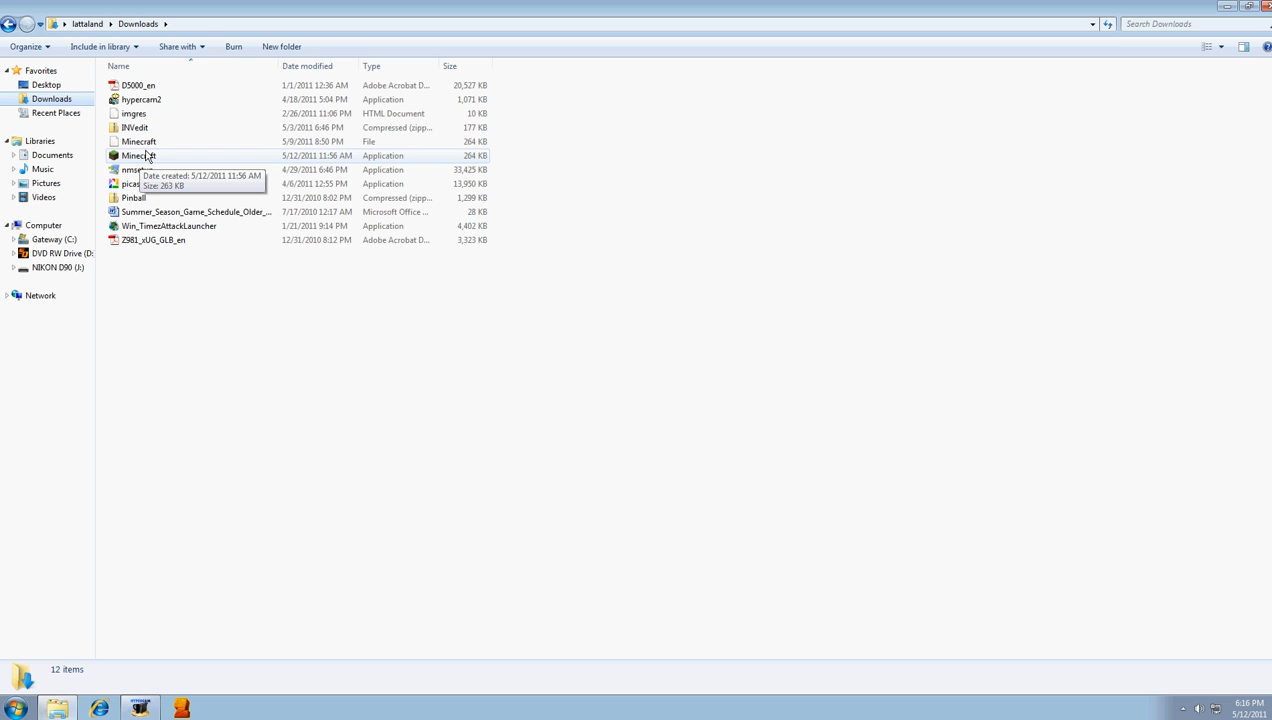 lattaland ▸ Downloads ▸
Search Downloads
Organize Include in library Share with Burn New folder
Name Date modified Type Size
Favorites
Desktop
Downloads
Recent Places
Libraries
Documents
Music
Pictures
Videos
Computer
Gateway (C:)
DVD RW Drive (D:
NIKON D90 (J:)
Network
D5000_en 1/1/2011 12:36 AM Adobe Acrobat D... 20,527 KB
hypercam2 4/18/2011 5:04 PM Application 1,071 KB
imgres 2/26/2011 11:06 PM HTML Document 10 KB
INVedit 5/3/2011 6:46 PM Compressed (zipp... 177 KB
Minecraft 5/9/2011 8:50 PM File 264 KB
Minecraft 5/12/2011 11:56 AM Application 264 KB
4/29/2011 6:46 PM Application 33,425 KB
4/6/2011 12:55 PM Application 13,950 KB
Date created: 5/12/2011 11:56 AM
Size: 263 KB
Pinball 12/31/2010 8:02 PM Compressed (zipp... 1,299 KB
Summer_Season_Game_Schedule_Older_... 7/17/2010 12:17 AM Microsoft Office ... 28 KB
Win_TimezAttackLauncher 1/21/2011 9:14 PM Application 4,402 KB
Z981_xUG_GLB_en 12/31/2010 8:12 PM Adobe Acrobat D... 3,323 KB
12 items
6:16 PM
5/12/2011